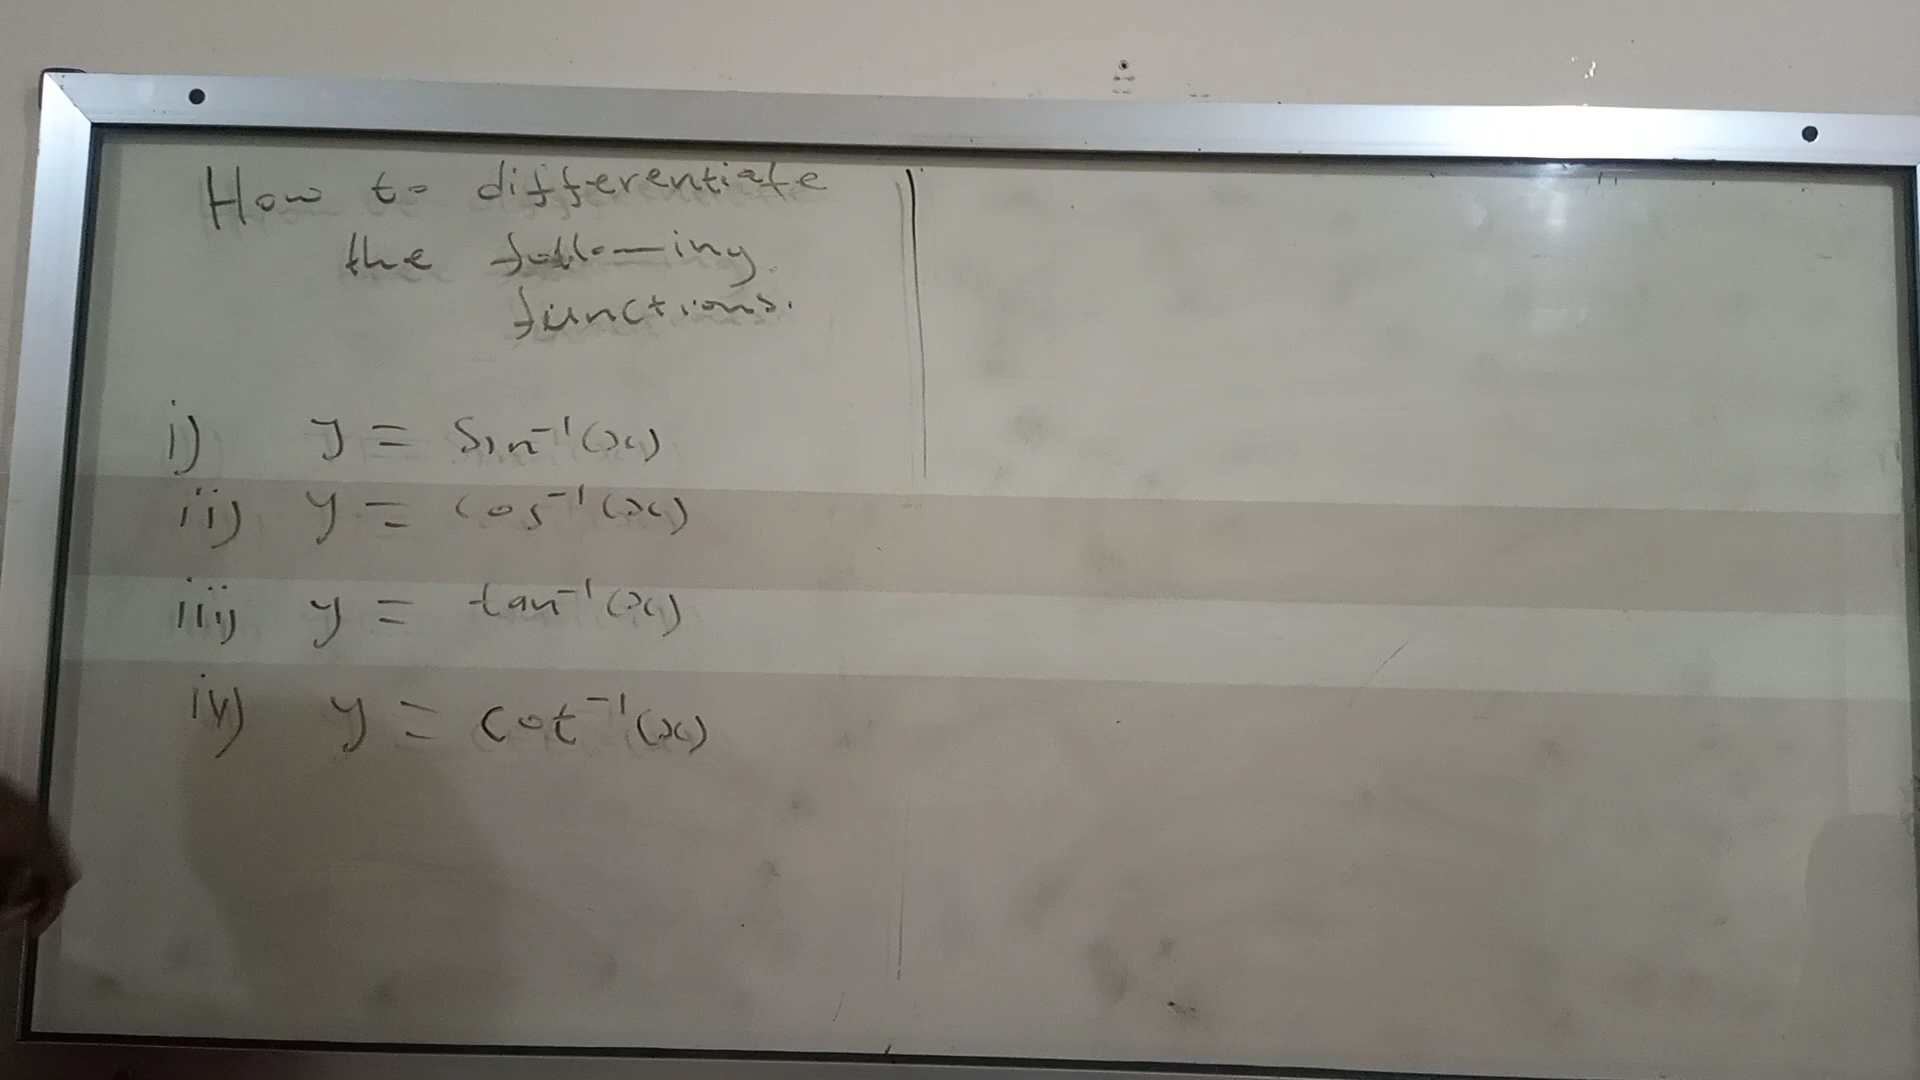 How to differentiate
the following
functions.
i) y = Sin⁻¹(x)
ii) y = cos⁻¹(x)
iii) y = tan⁻¹(x)
iv) y = cot⁻¹(x)